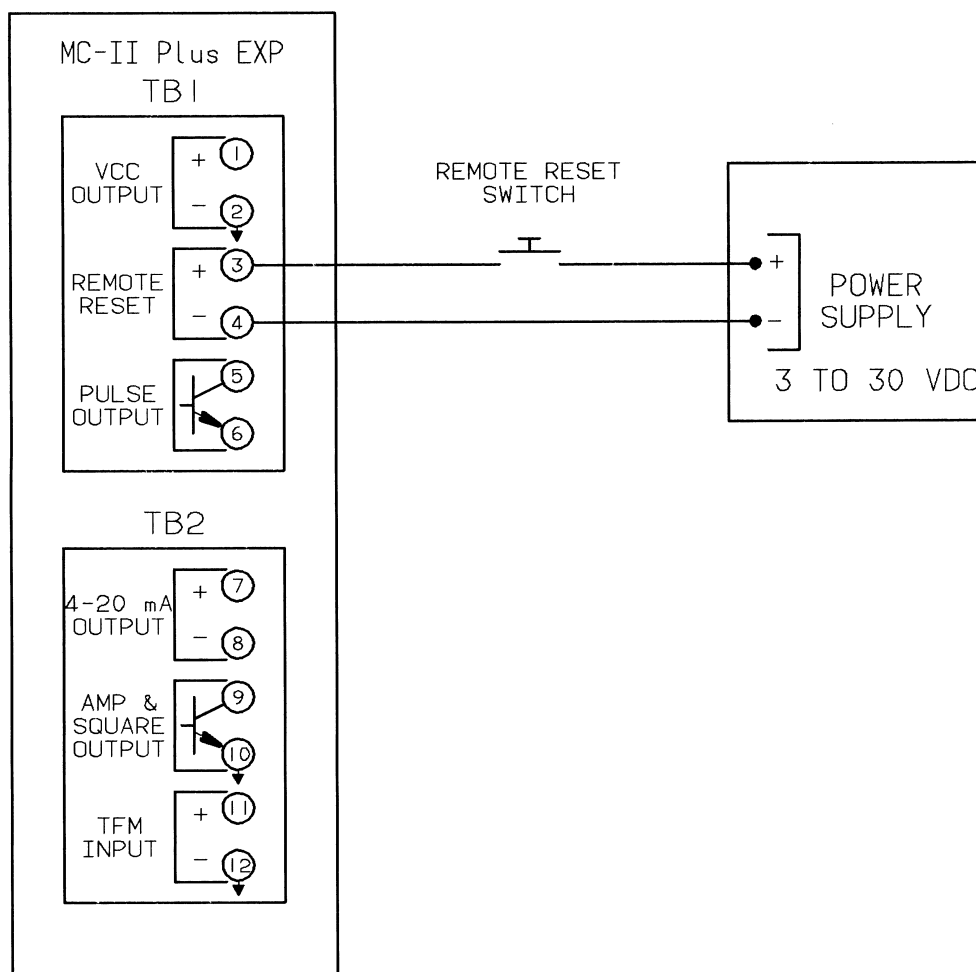 MC-II Plus EXP
TB1
VCC
OUTPUT
+ 1
- 2
REMOTE
RESET
+ 3
- 4
PULSE
OUTPUT
5
6
REMOTE RESET
SWITCH
+
-
POWER
SUPPLY
3 TO 30 VDC
TB2
4-20 mA
OUTPUT
+ 7
- 8
AMP &
SQUARE
OUTPUT
9
10
TFM
INPUT
+ 11
- 12